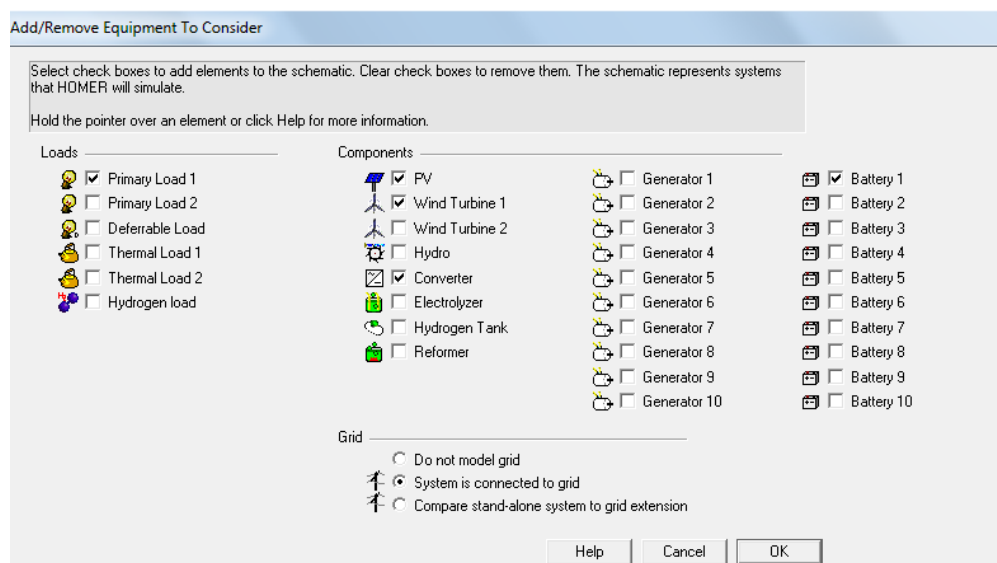 Add/Remove Equipment To Consider
Select check boxes to add elements to the schematic. Clear check boxes to remove them. The schematic represents systems
that HOMER will simulate.
Hold the pointer over an element or click Help for more information.
Loads
Primary Load 1
Primary Load 2
Deferrable Load
Thermal Load 1
Thermal Load 2
Hydrogen load
Components
PV
Wind Turbine 1
Wind Turbine 2
Hydro
Converter
Electrolyzer
Hydrogen Tank
Reformer
Generator 1
Generator 2
Generator 3
Generator 4
Generator 5
Generator 6
Generator 7
Generator 8
Generator 9
Generator 10
Battery 1
Battery 2
Battery 3
Battery 4
Battery 5
Battery 6
Battery 7
Battery 8
Battery 9
Battery 10
Grid
Do not model grid
System is connected to grid
Compare stand-alone system to grid extension
Help
Cancel
OK